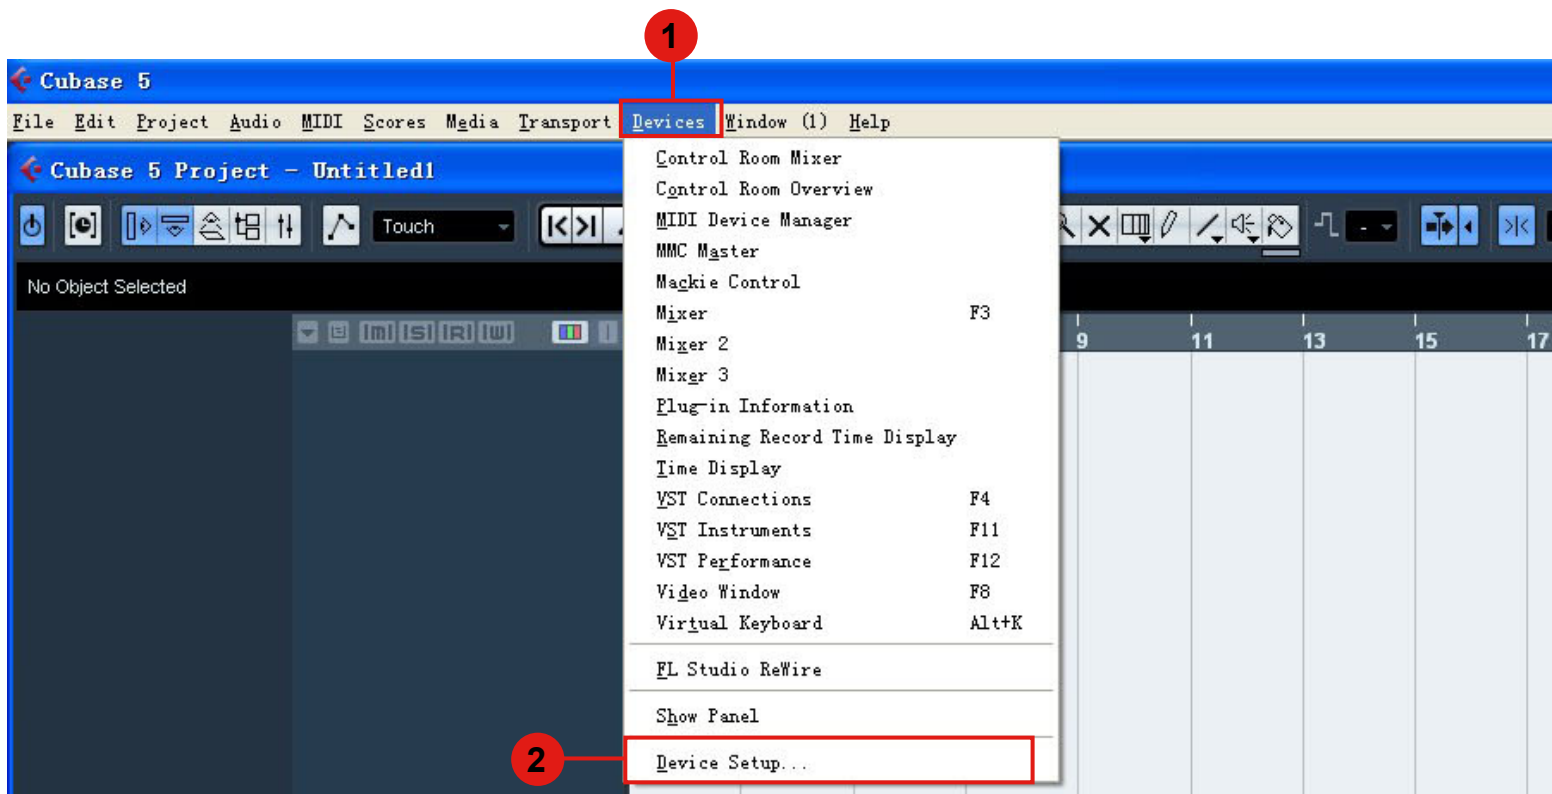 1
Cubase 5
File Edit Project Audio MIDI Scores Media Transport Devices Window (1) Help
Cubase 5 Project - Untitled1
Touch
No Object Selected
Control Room Mixer
Control Room Overview
MIDI Device Manager
MMC Master
Mackie Control
Mixer F3
Mixer 2
Mixer 3
Plug-in Information
Remaining Record Time Display
Time Display
VST Connections F4
VST Instruments F11
VST Performance F12
Video Window F8
Virtual Keyboard Alt+K
FL Studio ReWire
Show Panel
2 Device Setup...
m S R W
9 11 13 15 17